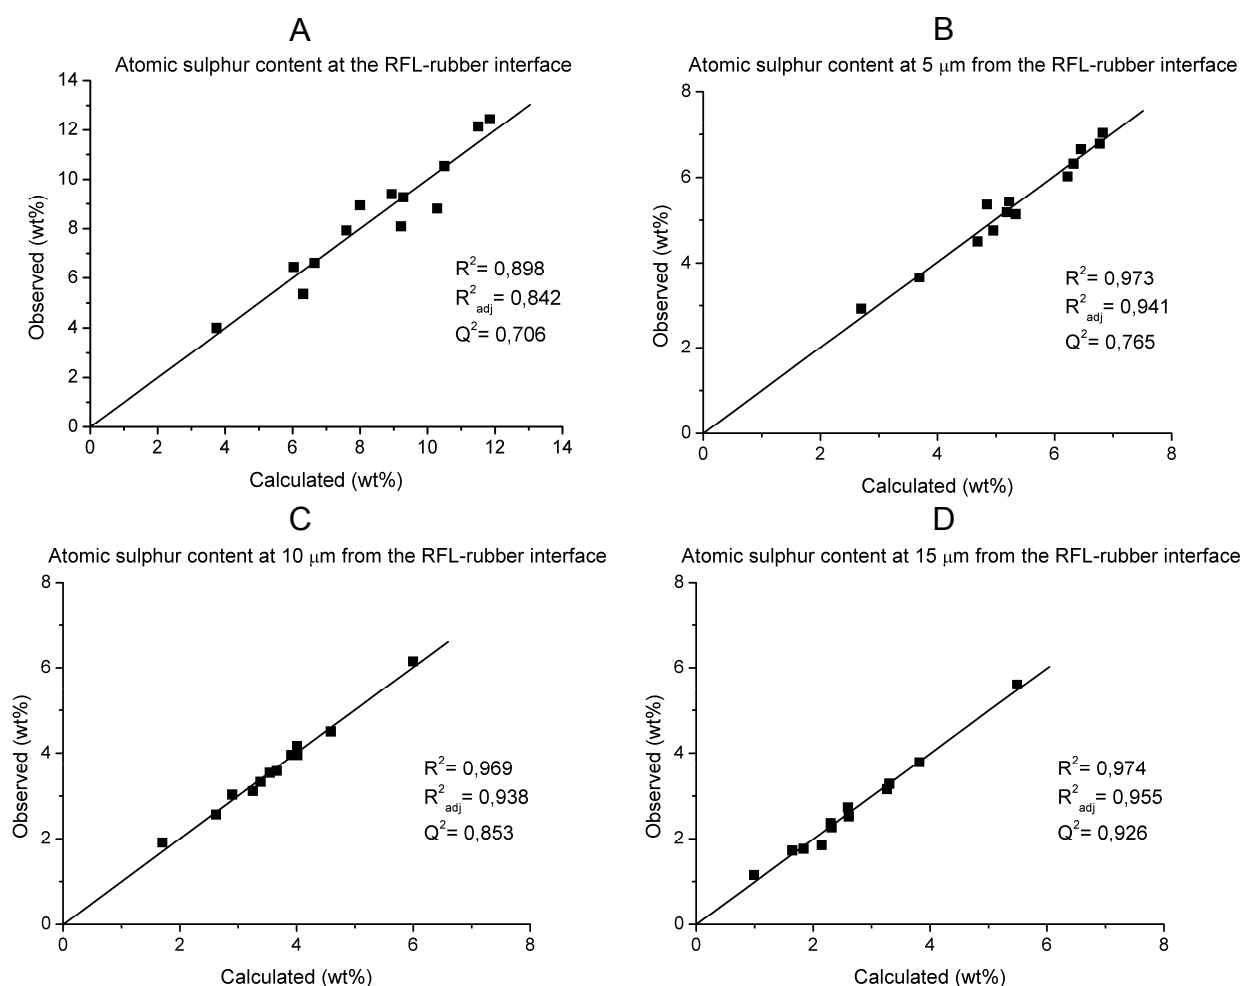 A
Atomic sulphur content at the RFL-rubber interface
14
12
10
8
6
4
2
0
0 2 4 6 8 10 12 14
Observed (wt%)
Calculated (wt%)
R²= 0,898
R²adj= 0,842
Q²= 0,706
B
Atomic sulphur content at 5 μm from the RFL-rubber interface
8
6
4
2
0
0 2 4 6 8
Observed (wt%)
Calculated (wt%)
R²= 0,973
R²adj= 0,941
Q²= 0,765
C
Atomic sulphur content at 10 μm from the RFL-rubber interface
8
6
4
2
0
0 2 4 6 8
Observed (wt%)
Calculated (wt%)
R²= 0,969
R²adj= 0,938
Q²= 0,853
D
Atomic sulphur content at 15 μm from the RFL-rubber interface
8
6
4
2
0
0 2 4 6 8
Observed (wt%)
Calculated (wt%)
R²= 0,974
R²adj= 0,955
Q²= 0,926